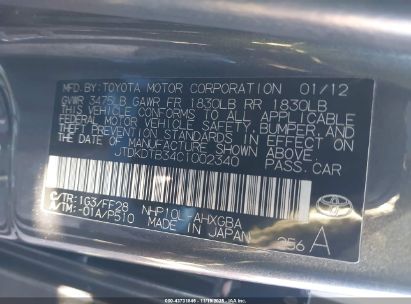 MFD. BY: TOYOTA MOTOR CORPORATION 01/12
GVWR 3475LB GAWR FR 1830LB RR 1830LB
THIS VEHICLE CONFORMS TO ALL APPLICABLE
FEDERAL MOTOR VEHICLE SAFETY, BUMPER, AND
THEFT PREVENTION STANDARDS IN EFFECT ON
THE DATE OF MANUFACTURE SHOWN ABOVE.
JTDKDTB34C1002340 PASS.CAR
C/TR:1G3/FF28 NHP10L-AHXGBA
A/TM:-01A/P510 MADE IN JAPAN 256 A
TOYOTA